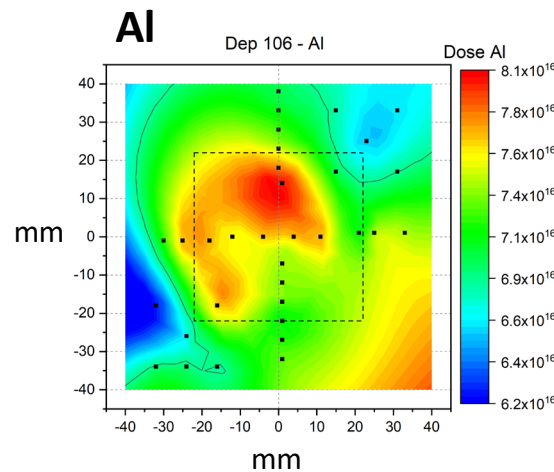 Al
Dep 106 - Al
Dose Al
40
30
20
10
0
-10
-20
-30
-40
mm
-40 -30 -20 -10 0 10 20 30 40
mm
8.1x10¹⁶
7.8x10¹⁶
7.6x10¹⁶
7.4x10¹⁶
7.1x10¹⁶
6.9x10¹⁶
6.6x10¹⁶
6.4x10¹⁶
6.2x10¹⁶